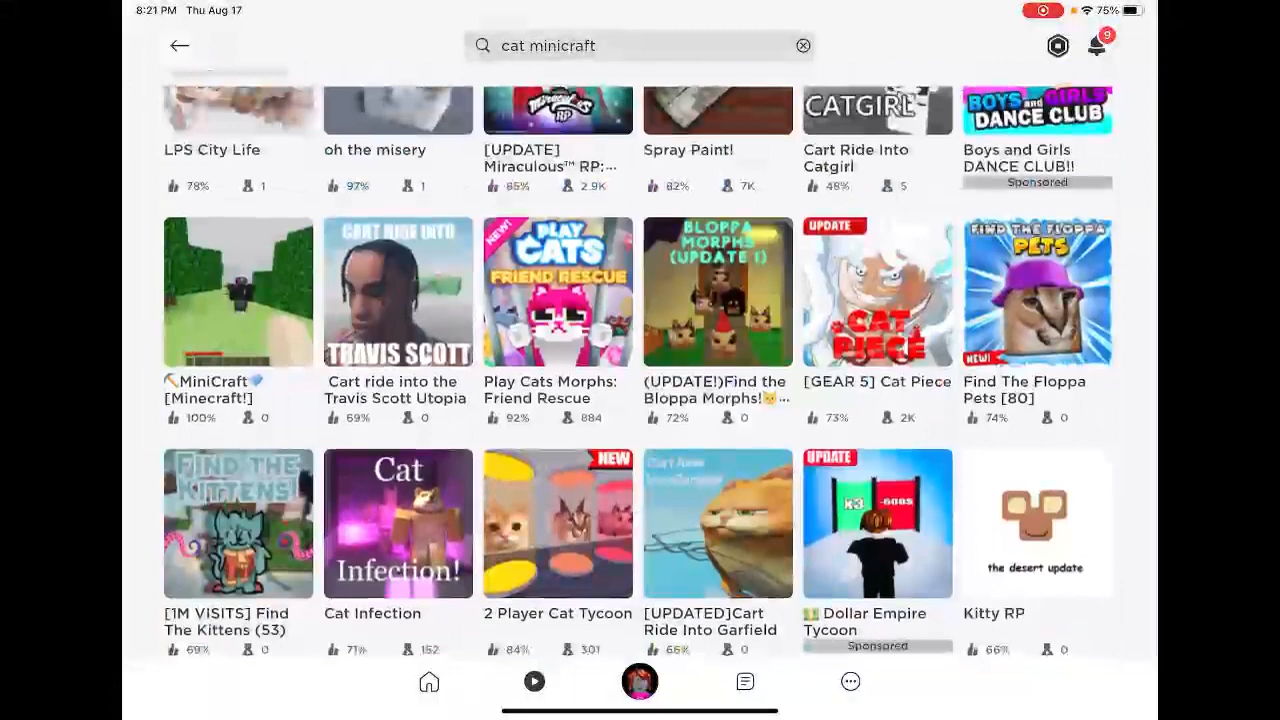 8:21 PM Thu Aug 17
75%
cat minicraft
9
MIRACULOUS RP
CATGIRL
BOYS and GIRLS
DANCE CLUB
LPS City Life
oh the misery
[UPDATE]
Miraculous™ RP:...
Spray Paint!
Cart Ride Into
Catgirl
Boys and Girls
DANCE CLUB!!
78% 1
97% 1
85% 2.9K
82% 7K
48% 5
Sponsored
CART RIDE INTO
TRAVIS SCOTT
NEW!
PLAY
CATS
FRIEND RESCUE
BLOPPA
MORPHS
(UPDATE 1)
UPDATE
CAT
PIECE
FIND THE FLOPPA
PETS
NEW!
⛏️MiniCraft💎
[Minecraft!]
Cart ride into the
Travis Scott Utopia
Play Cats Morphs:
Friend Rescue
(UPDATE!)Find the
Bloppa Morphs!🐱...
[GEAR 5] Cat Piece
Find The Floppa
Pets [80]
100% 0
69% 0
92% 884
72% 0
73% 2K
74% 0
FIND THE
KITTENS!
Cat
Infection!
NEW
UPDATE
x3
the desert update
[1M VISITS] Find
The Kittens (53)
Cat Infection
2 Player Cat Tycoon
[UPDATED]Cart
Ride Into Garfield
💵 Dollar Empire
Tycoon
Kitty RP
69% 0
71% 152
84% 301
66% 0
Sponsored
66% 0